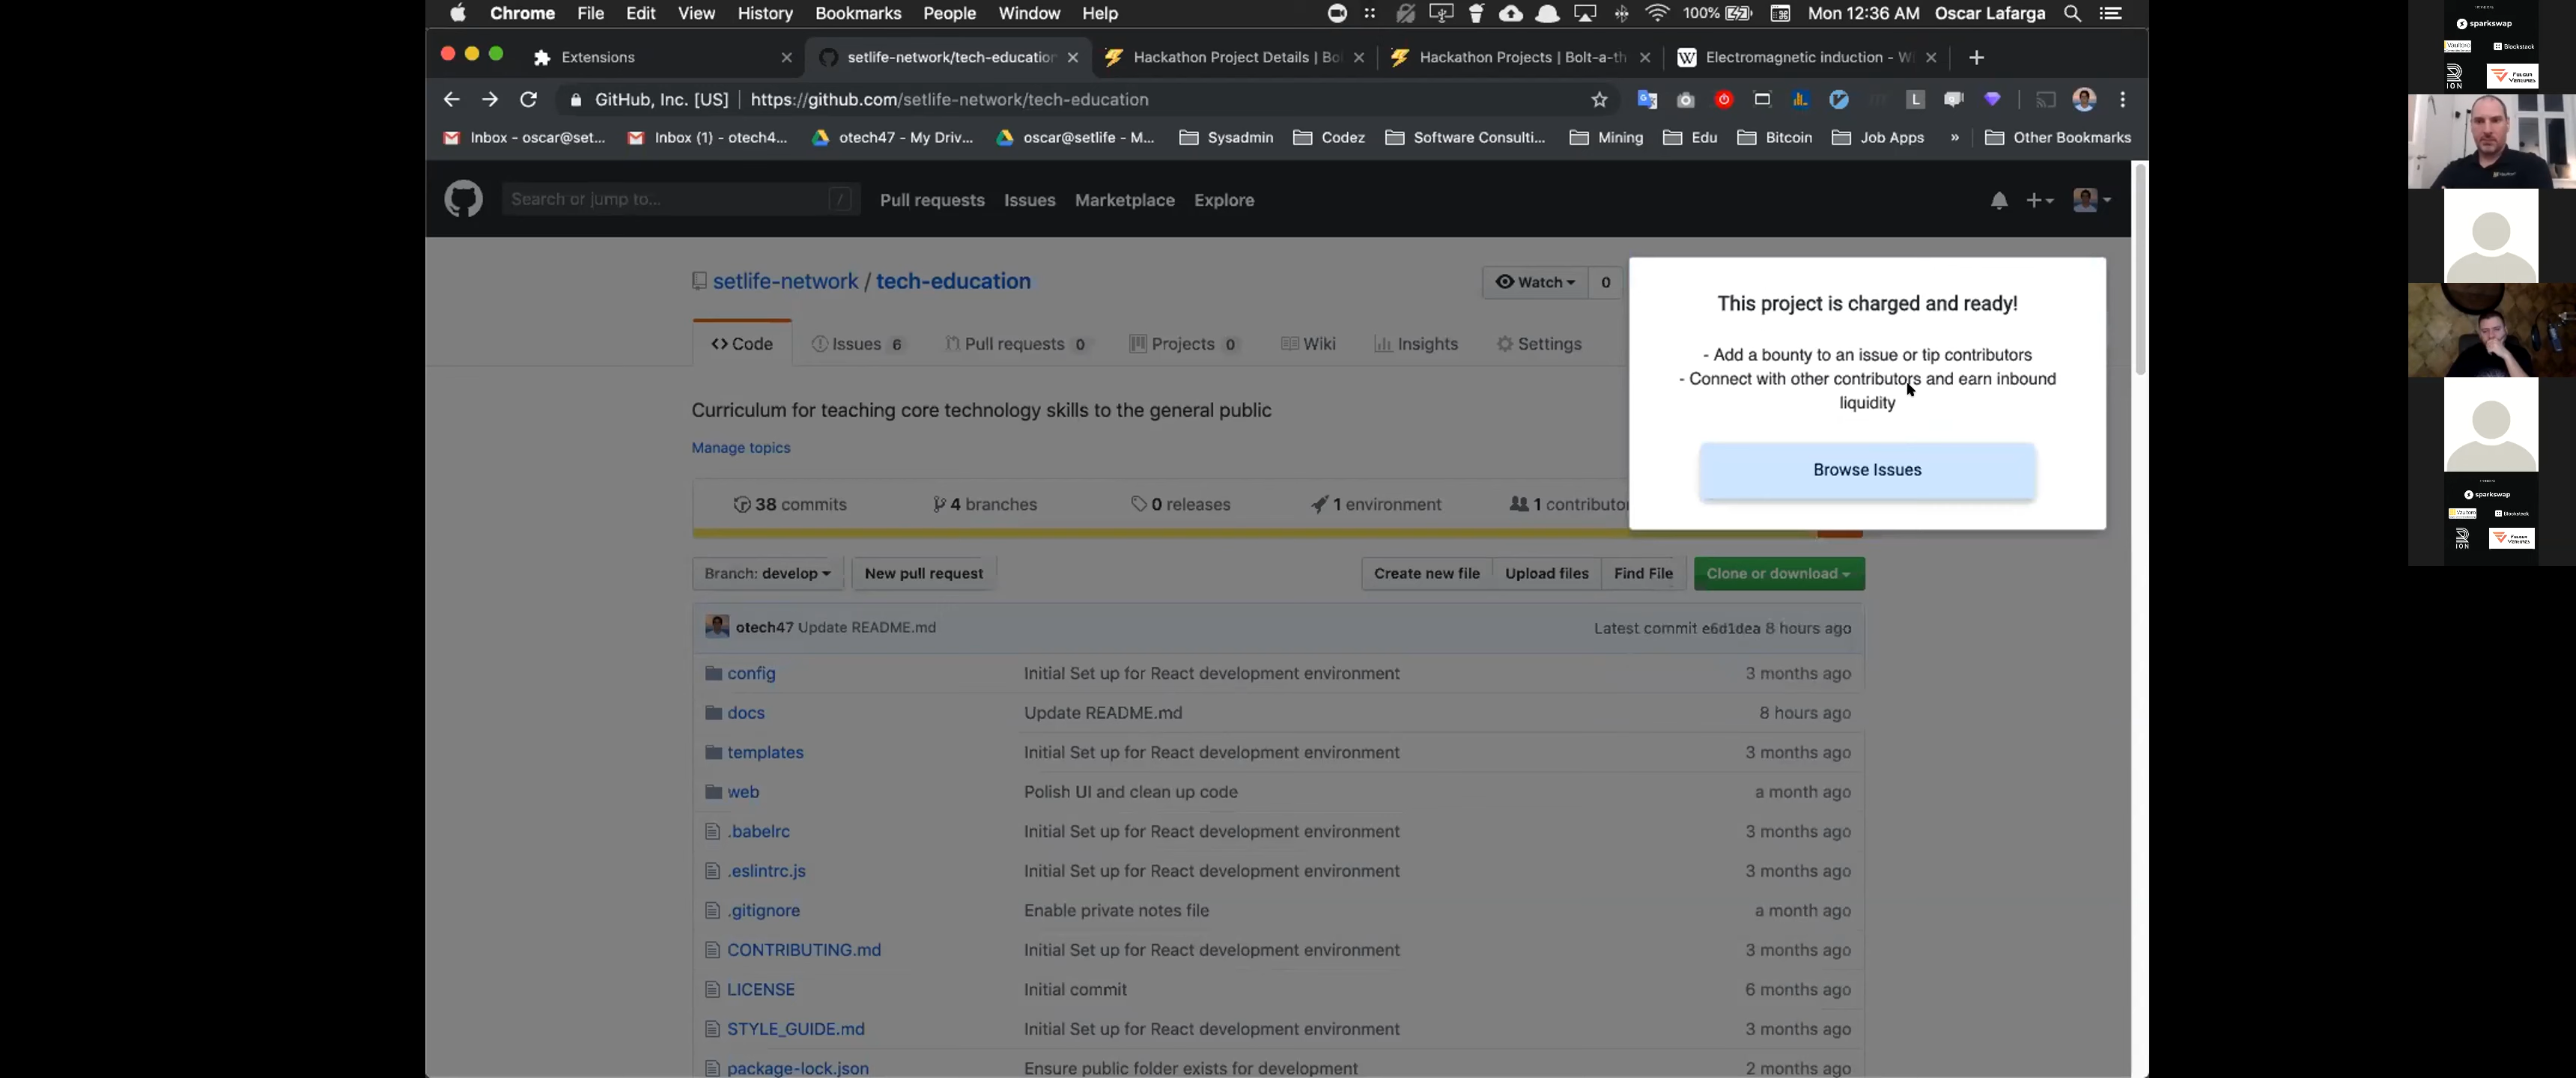 Chrome File Edit View History Bookmarks People Window Help 100% Mon 12:36 AM Oscar Lafarga
Extensions setlife-network/tech-education Hackathon Project Details | Bol Hackathon Projects | Bolt-a-th Electromagnetic induction - W
GitHub, Inc. [US] https://github.com/setlife-network/tech-education L
Inbox - oscar@set... Inbox (1) - otech4... otech47 - My Driv... oscar@setlife - M... Sysadmin Codez Software Consulti... Mining Edu Bitcoin Job Apps » Other Bookmarks
Search or jump to... / Pull requests Issues Marketplace Explore
setlife-network / tech-education Watch 0
Code Issues 6 Pull requests 0 Projects 0 Wiki Insights Settings
This project is charged and ready!
- Add a bounty to an issue or tip contributors
- Connect with other contributors and earn inbound
liquidity
Browse Issues
Curriculum for teaching core technology skills to the general public
Manage topics
38 commits 4 branches 0 releases 1 environment 1 contributor
Branch: develop New pull request Create new file Upload files Find File Clone or download
otech47 Update README.md Latest commit e6d1dea 8 hours ago
config Initial Set up for React development environment 3 months ago
docs Update README.md 8 hours ago
templates Initial Set up for React development environment 3 months ago
web Polish UI and clean up code a month ago
.babelrc Initial Set up for React development environment 3 months ago
.eslintrc.js Initial Set up for React development environment 3 months ago
.gitignore Enable private notes file a month ago
CONTRIBUTING.md Initial Set up for React development environment 3 months ago
LICENSE Initial commit 6 months ago
STYLE_GUIDE.md Initial Set up for React development environment 3 months ago
package-lock.json Ensure public folder exists for development 2 months ago
sparkswap
Vaultoro Blockstack
ION FULGUR VENTURES
sparkswap
Vaultoro Blockstack
ION FULGUR VENTURES